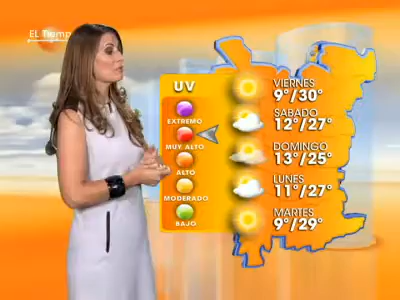 EL Tiempo
UV
EXTREMO
MUY ALTO
ALTO
MODERADO
BAJO
VIERNES
9°/30°
SABADO
12°/27°
DOMINGO
13°/25°
LUNES
11°/27°
MARTES
9°/29°